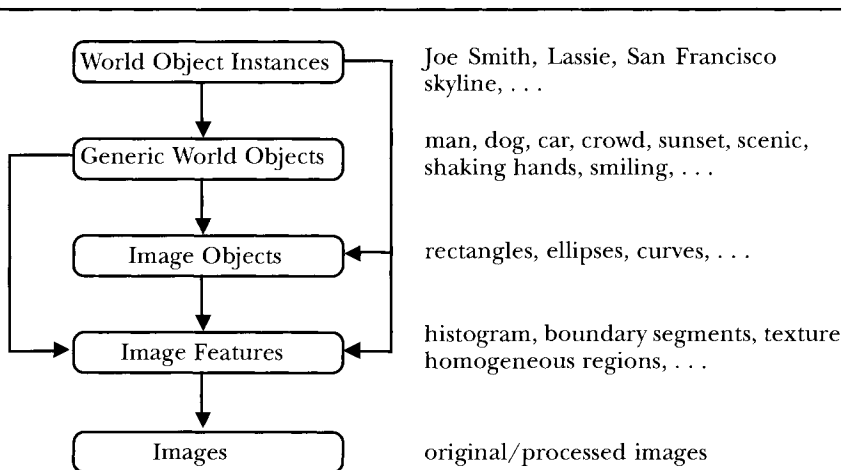 World Object Instances
Joe Smith, Lassie, San Francisco
skyline, . . .
Generic World Objects
man, dog, car, crowd, sunset, scenic,
shaking hands, smiling, . . .
Image Objects
rectangles, ellipses, curves, . . .
Image Features
histogram, boundary segments, texture
homogeneous regions, . . .
Images
original/processed images